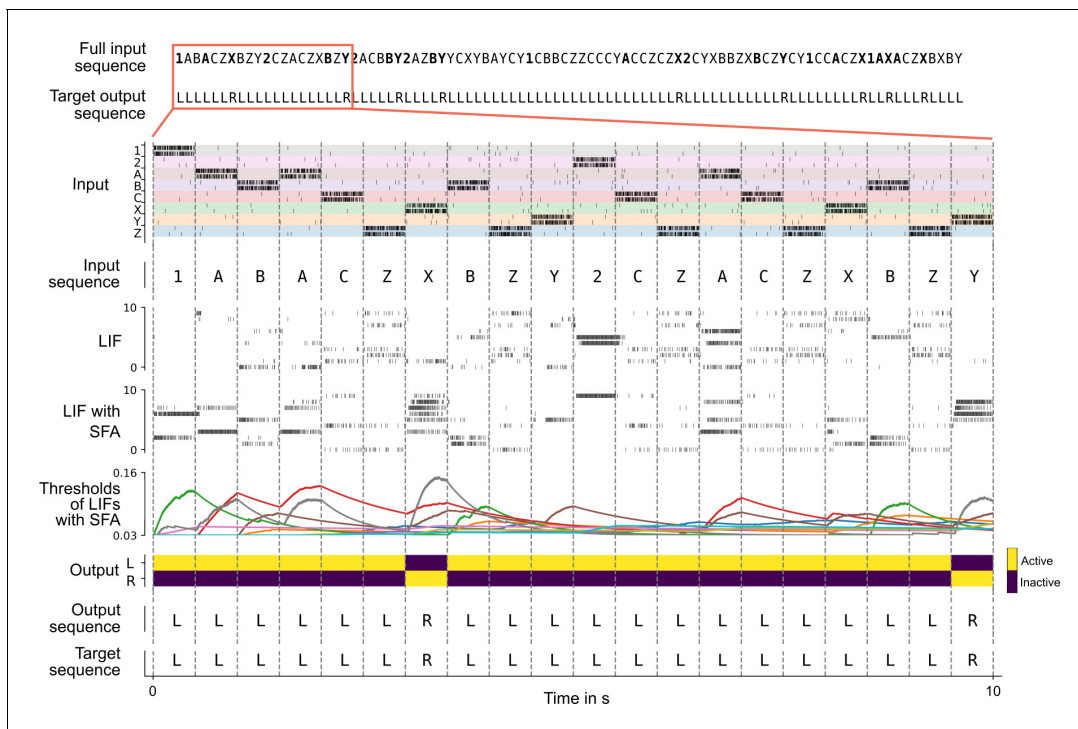 Full input sequence
1ABACZXBZY2CZACZXBZY2ACBBY2AZBYYCXYBAYCY1CBBCZZCCCYACCZCZX2CYXBBZXBCZYCY1CCACZX1AXACZXBXBY
Target output sequence
LLLLLLRLLLLLLLLLLLLRLLLLLRLLLLRLLLLLLLLLLLLLLLLLLLLLLLLLLRLLLLLLLLLLLRLLLLLLLLRLLRLLLRLLLL
Input
1
2
A
B
C
X
Y
Z
Input sequence
1 A B A C Z X B Z Y 2 C Z A C Z X B Z Y
10
LIF
0
10
LIF with SFA
0
0.16
Thresholds of LIFs with SFA
0.03
Output
L
R
Active
Inactive
Output sequence
L L L L L L R L L L L L L L L L L L L R
Target sequence
L L L L L L R L L L L L L L L L L L L R
0 10
Time in s